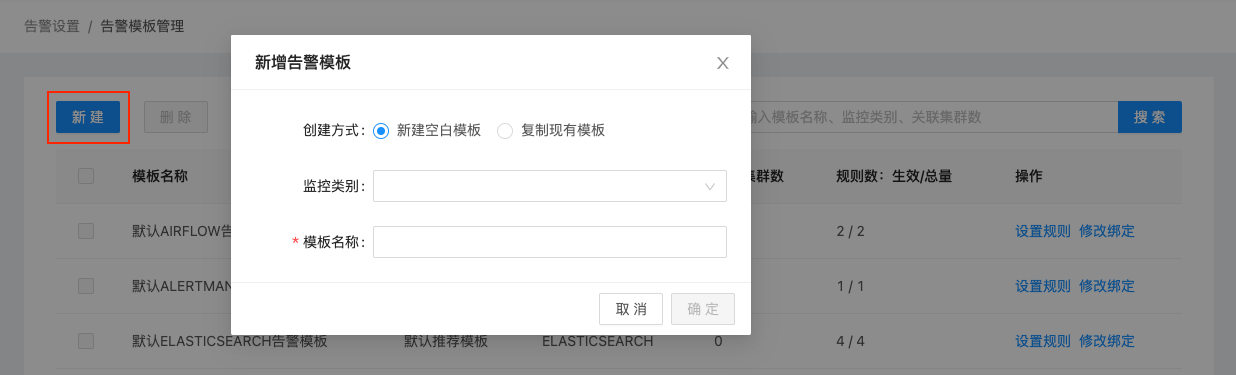 告警设置 / 告警模板管理
新增告警模板
新建 删除 输入模板名称、监控类别、关联集群数 搜索
创建方式: 新建空白模板 复制现有模板
监控类别:
* 模板名称:
模板名称 集群数 规则数: 生效/总量 操作
默认AIRFLOW告 2 / 2 设置规则 修改绑定
默认ALERTMAN 1 / 1 设置规则 修改绑定
取消 确定
默认ELASTICSEARCH告警模板 默认推荐模板 ELASTICSEARCH 0 4 / 4 设置规则 修改绑定